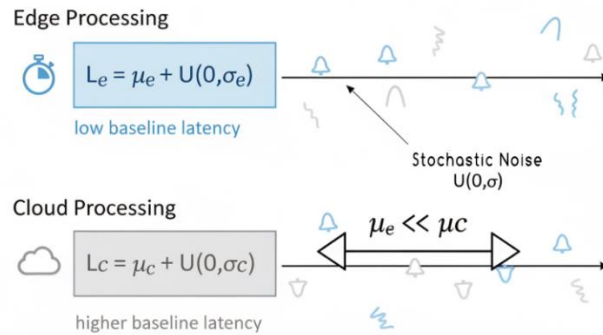 Edge Processing
Lₑ = μₑ + U(0,σₑ)
low baseline latency
Stochastic Noise
U(0,σ)
Cloud Processing
μₑ << μc
Lc = μc + U(0,σc)
higher baseline latency